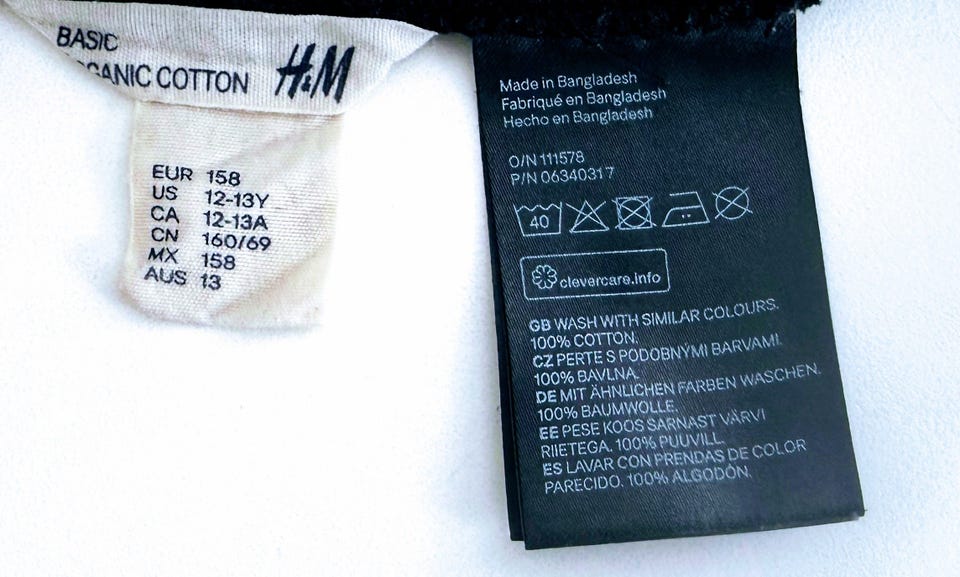 BASIC
ORGANIC COTTON
H&M
EUR 158
US 12-13Y
CA 12-13A
CN 160/69
MX 158
AUS 13
Made in Bangladesh
Fabriqué en Bangladesh
Hecho en Bangladesh
O/N 111578
P/N 06340317
40
clevercare.info
GB WASH WITH SIMILAR COLOURS.
100% COTTON.
CZ PERTE S PODOBNÝMI BARVAMI.
100% BAVLNA.
DE MIT ÄHNLICHEN FARBEN WASCHEN.
100% BAUMWOLLE.
EE PESE KOOS SARNAST VÄRVI
RIIETEGA. 100% PUUVILL.
ES LAVAR CON PRENDAS DE COLOR
PARECIDO. 100% ALGODÓN.